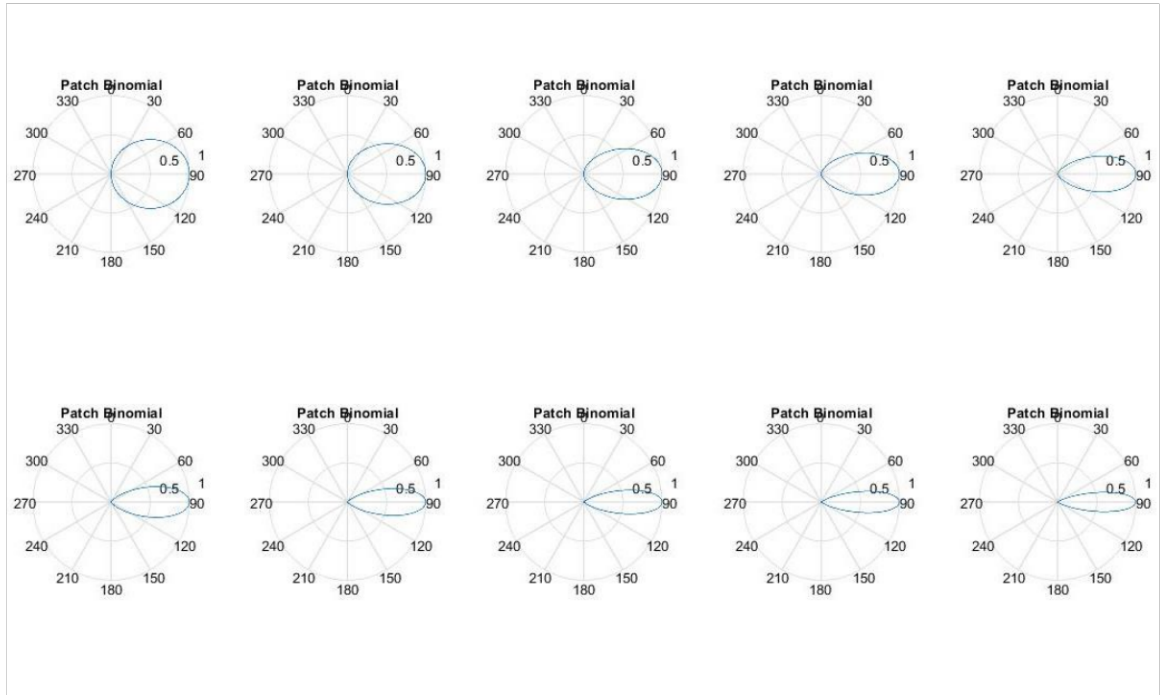 Patch Binomial Patch Binomial Patch Binomial Patch Binomial Patch Binomial
0 0 0 0 0
330 30 330 30 330 30 330 30 330 30
300 60 300 60 300 60 300 60 300 60
0.5 1 0.5 1 0.5 1 0.5 1 0.5 1
270 90 270 90 270 90 270 90 270 90
240 120 240 120 240 120 240 120 240 120
210 150 210 150 210 150 210 150 210 150
180 180 180 180 180
Patch Binomial Patch Binomial Patch Binomial Patch Binomial Patch Binomial
0 0 0 0 0
330 30 330 30 330 30 330 30 330 30
300 60 300 60 300 60 300 60 300 60
0.5 1 0.5 1 0.5 1 0.5 1 0.5 1
270 90 270 90 270 90 270 90 270 90
240 120 240 120 240 120 240 120 240 120
210 150 210 150 210 150 210 150 210 150
180 180 180 180 180